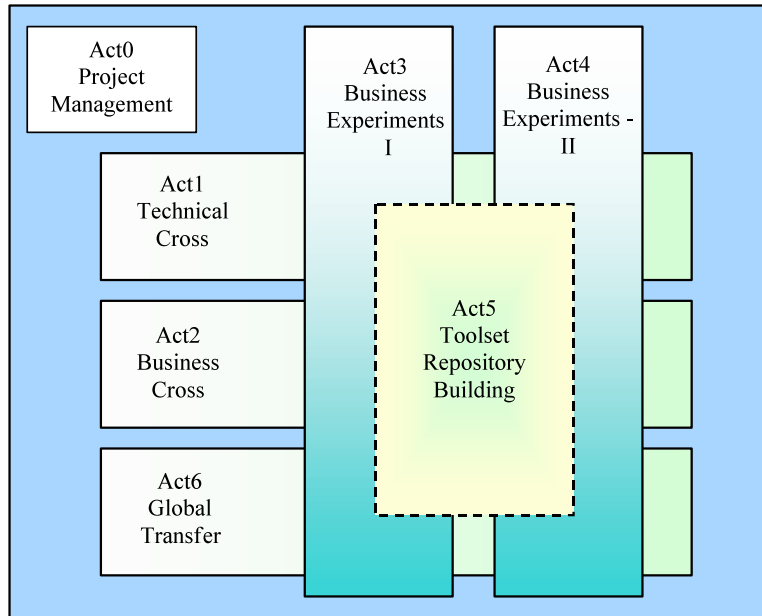 Act0
Project
Management
Act3
Business
Experiments
I
Act4
Business
Experiments -
II
Act1
Technical
Cross
Act2
Business
Cross
Act5
Toolset
Repository
Building
Act6
Global
Transfer